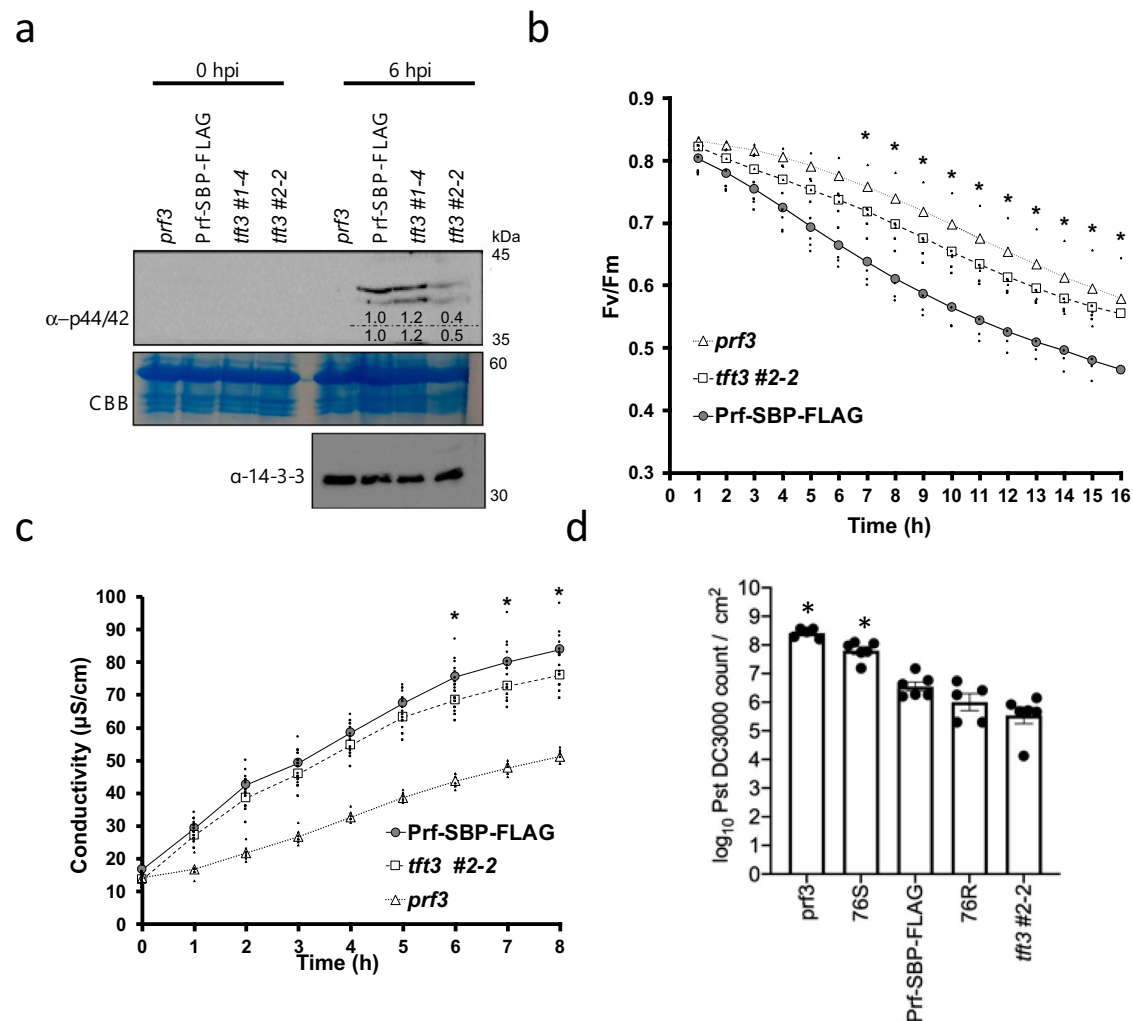 a
0 hpi 6 hpi
prf3
Prf-SBP-FLAG
tft3 #1-4
tft3 #2-2
prf3
Prf-SBP-FLAG
tft3 #1-4
tft3 #2-2
kDa
45
α–p44/42
1.0 1.2 0.4
1.0 1.2 0.5
35
60
CBB
α-14-3-3
30
b
0.9
0.8
0.7
0.6
0.5
0.4
0.3
Fv/Fm
* * * * * * * * * *
prf3
tft3 #2-2
Prf-SBP-FLAG
0 1 2 3 4 5 6 7 8 9 10 11 12 13 14 15 16
Time (h)
c
100
90
80
70
60
50
40
30
20
10
0
Conductivity (µS/cm)
* * *
Prf-SBP-FLAG
tft3 #2-2
prf3
0 1 2 3 4 5 6 7 8
Time (h)
d
log10 Pst DC3000 count / cm²
10
9
8
7
6
5
4
3
2
1
0
* *
prf3
76S
Prf-SBP-FLAG
76R
tft3 #2-2